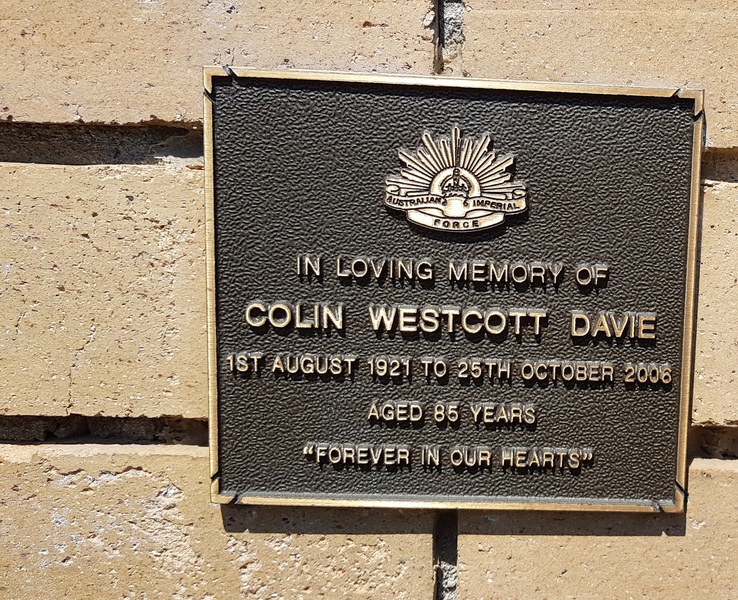 AUSTRALIAN IMPERIAL
FORCE
IN LOVING MEMORY OF
COLIN WESTCOTT DAVIE
1ST AUGUST 1921 TO 25TH OCTOBER 2006
AGED 85 YEARS
"FOREVER IN OUR HEARTS"